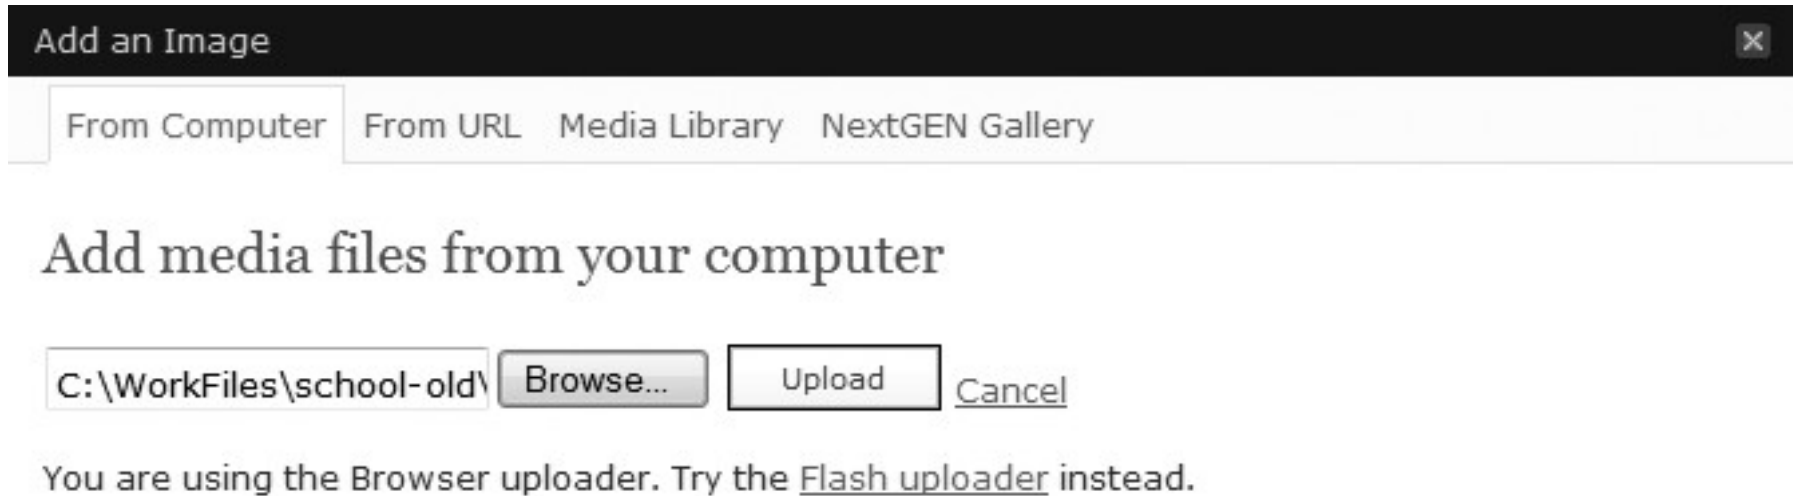 Add an Image
From Computer From URL Media Library NextGEN Gallery
Add media files from your computer
C:\WorkFiles\school-old\ Browse... Upload Cancel
You are using the Browser uploader. Try the Flash uploader instead.